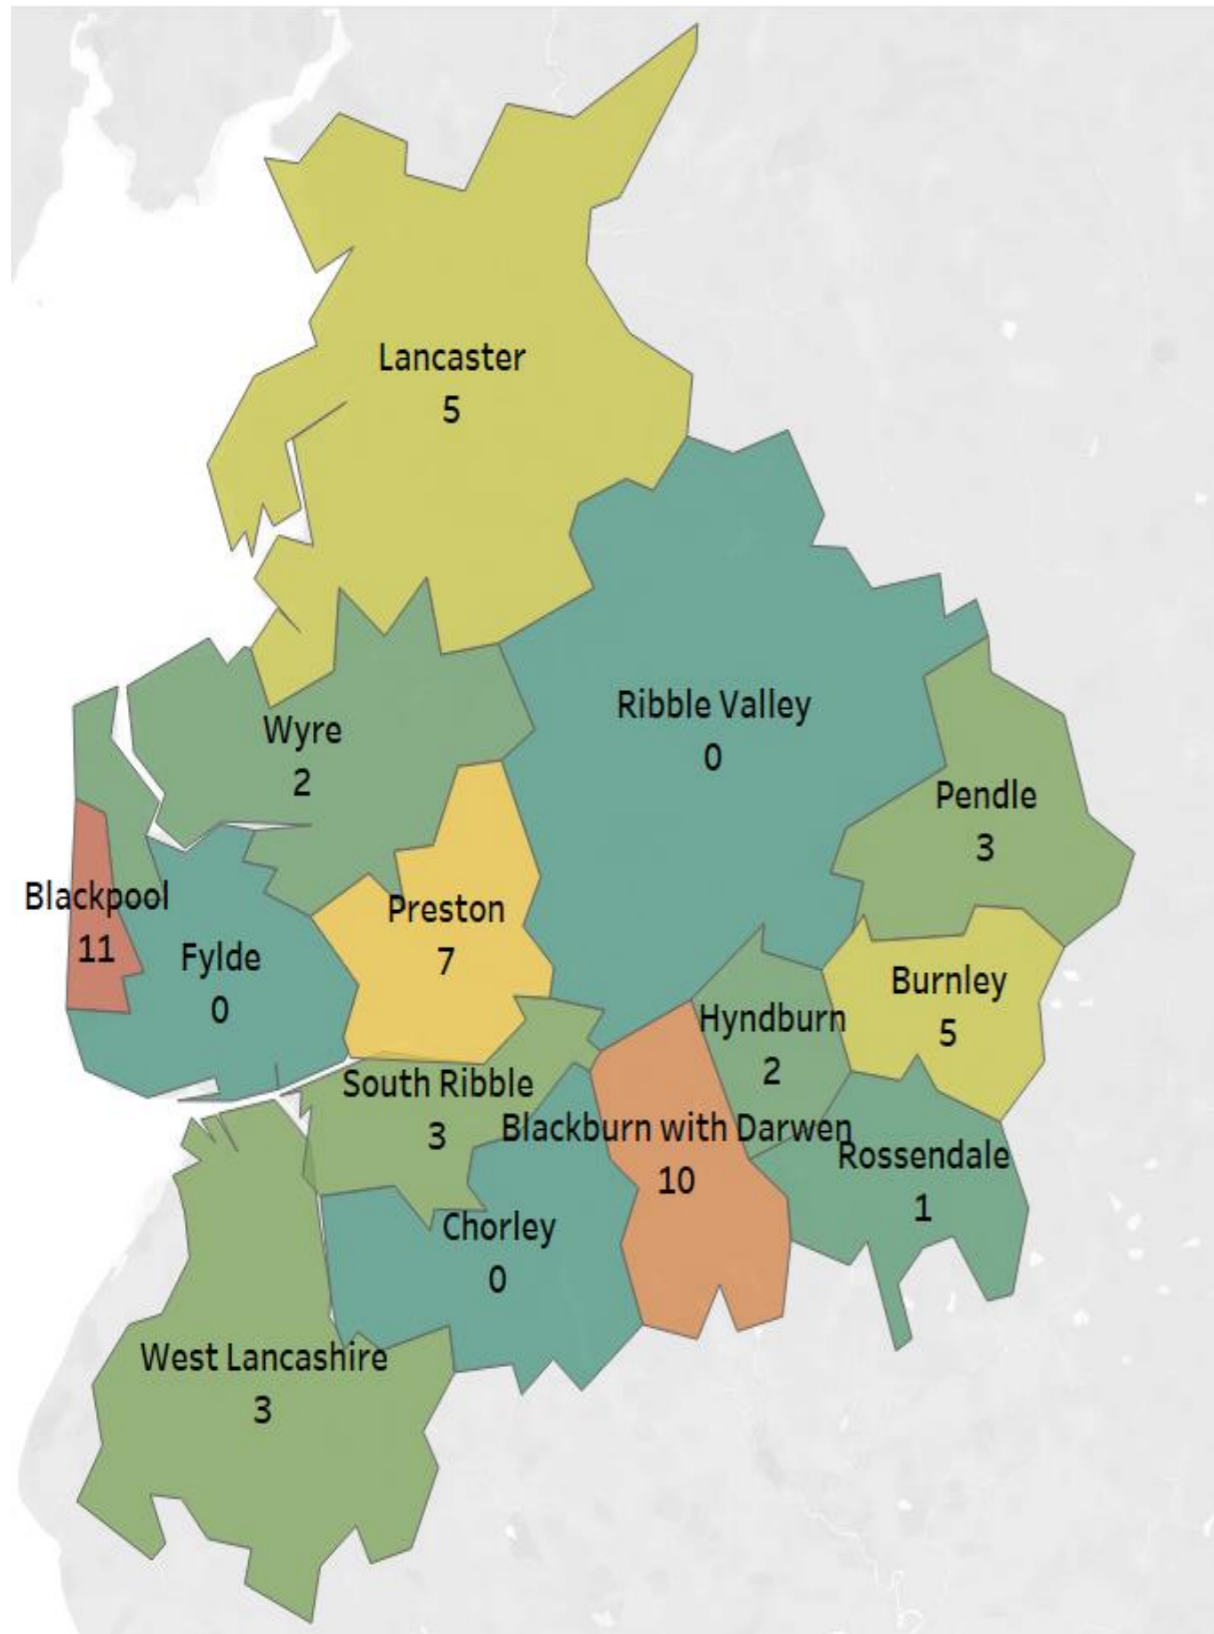 Lancaster
5
Ribble Valley
0
Wyre
2
Pendle
3
Blackpool
11
Preston
7
Fylde
0
Burnley
5
Hyndburn
2
South Ribble
3
Blackburn with Darwen
10
Rossendale
1
Chorley
0
West Lancashire
3